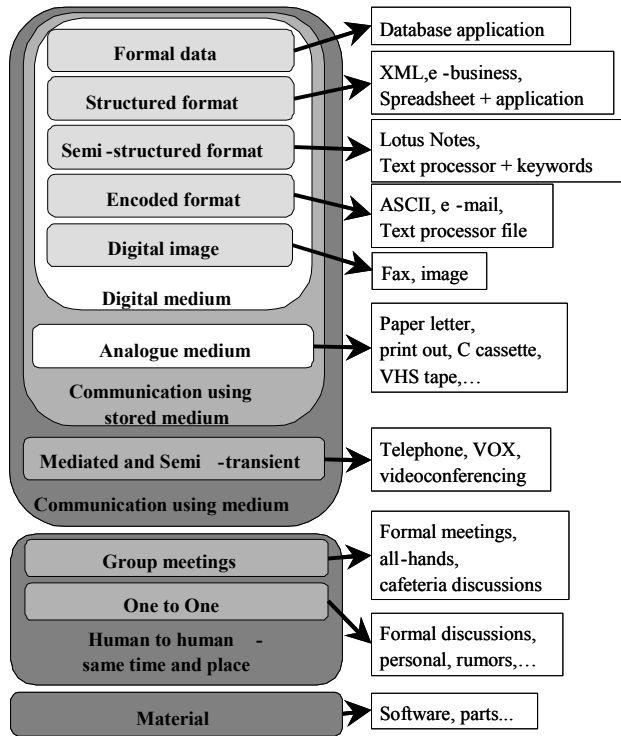 Formal data
Database application
Structured format
XML,e -business,
Spreadsheet + application
Semi -structured format
Lotus Notes,
Text processor + keywords
Encoded format
ASCII, e -mail,
Text processor file
Digital image
Fax, image
Digital medium
Analogue medium
Paper letter,
print out, C cassette,
VHS tape,…
Communication using
stored medium
Mediated and Semi -transient
Telephone, VOX,
videoconferencing
Communication using medium
Group meetings
Formal meetings,
all-hands,
cafeteria discussions
One to One
Formal discussions,
personal, rumors,…
Human to human -
same time and place
Material
Software, parts...